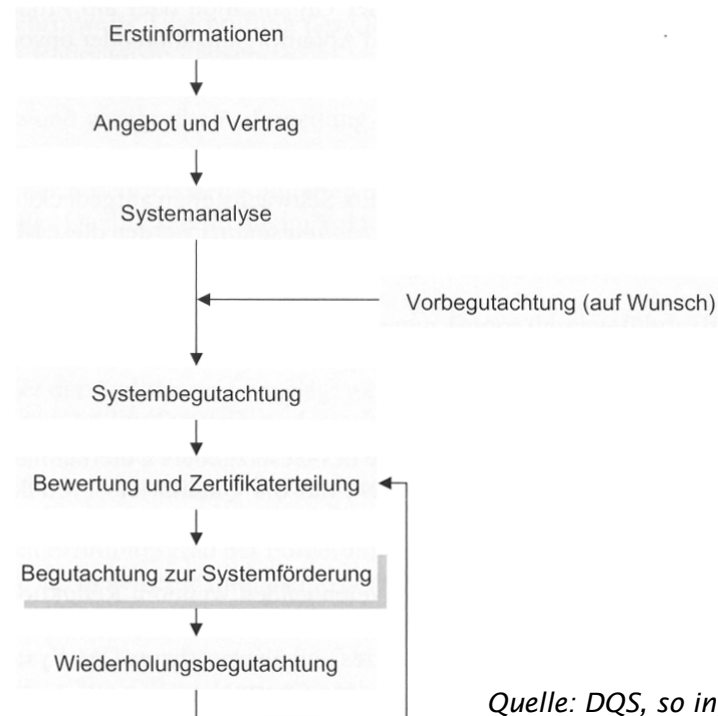 Erstinformationen
Angebot und Vertrag
Systemanalyse
Vorbegutachtung (auf Wunsch)
Systembegutachtung
Bewertung und Zertifikaterteilung
Begutachtung zur Systemförderung
Wiederholungsbegutachtung
Quelle: DQS, so in